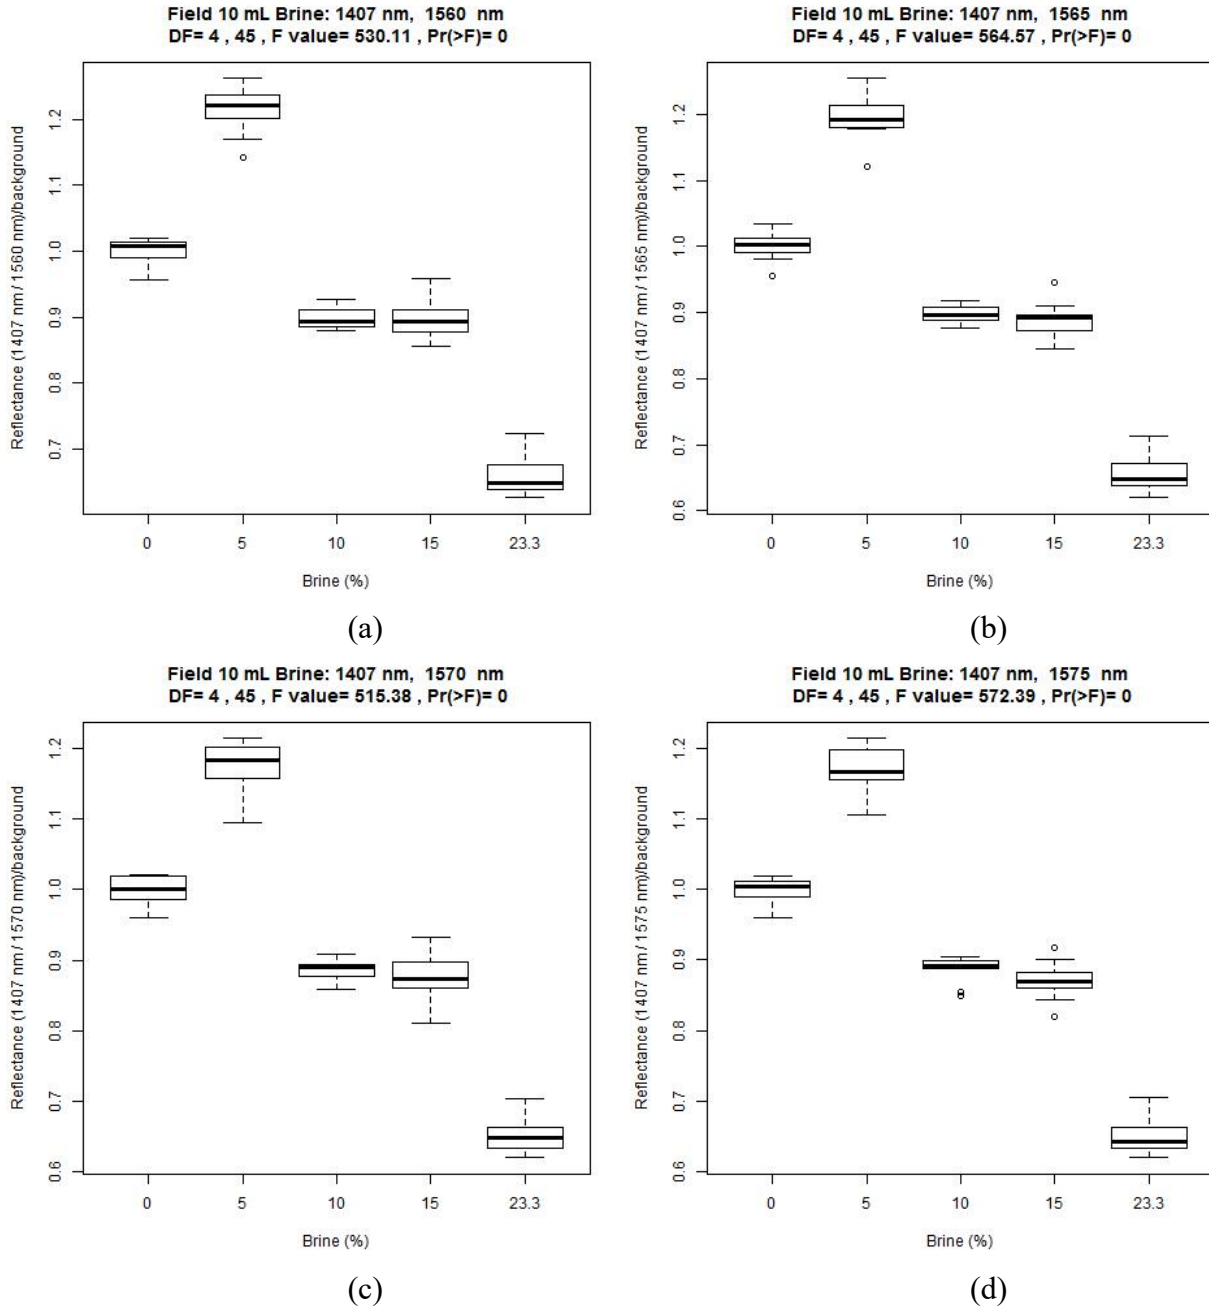 Field 10 mL Brine: 1407 nm,  1560  nm
DF= 4 , 45 , F value= 530.11 , Pr(>F)= 0
Reflectance (1407 nm / 1560 nm)/background
1.2
1.1
1.0
0.9
0.8
0.7
0 5 10 15 23.3
Brine (%)
(a)
Field 10 mL Brine: 1407 nm,  1565  nm
DF= 4 , 45 , F value= 564.57 , Pr(>F)= 0
Reflectance (1407 nm / 1565 nm)/background
1.2
1.1
1.0
0.9
0.8
0.7
0.6
0 5 10 15 23.3
Brine (%)
(b)
Field 10 mL Brine: 1407 nm,  1570  nm
DF= 4 , 45 , F value= 515.38 , Pr(>F)= 0
Reflectance (1407 nm / 1570 nm)/background
1.2
1.1
1.0
0.9
0.8
0.7
0.6
0 5 10 15 23.3
Brine (%)
(c)
Field 10 mL Brine: 1407 nm,  1575  nm
DF= 4 , 45 , F value= 572.39 , Pr(>F)= 0
Reflectance (1407 nm / 1575 nm)/background
1.2
1.1
1.0
0.9
0.8
0.7
0.6
0 5 10 15 23.3
Brine (%)
(d)